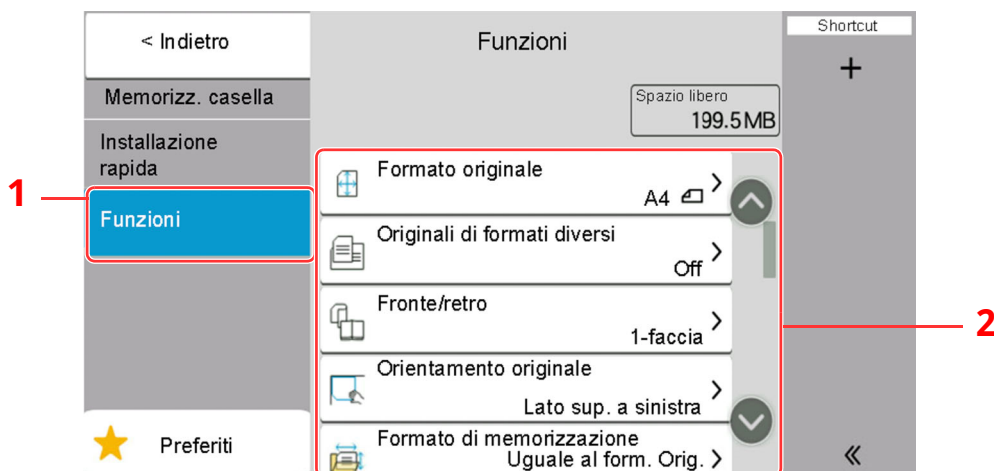 < Indietro
Funzioni
Shortcut
+
Memorizz. casella
Spazio libero
199.5MB
Installazione
rapida
1
Funzioni
Formato originale
A4
Originali di formati diversi
Off
Fronte/retro
1-faccia
2
Orientamento originale
Lato sup. a sinistra
Formato di memorizzazione
Uguale al form. Orig.
Preferiti